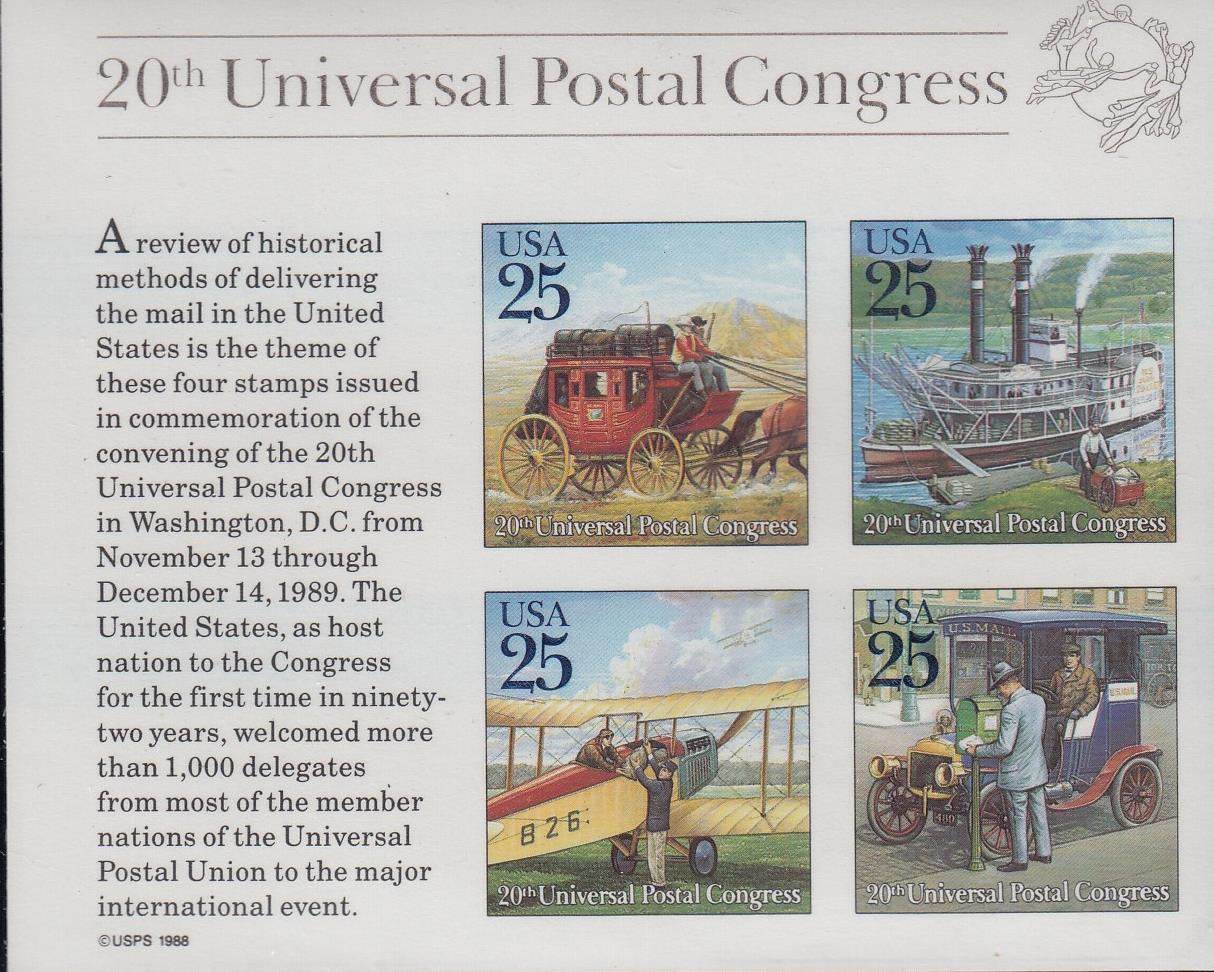 20th Universal Postal Congress
A review of historical
methods of delivering
the mail in the United
States is the theme of
these four stamps issued
in commemoration of the
convening of the 20th
Universal Postal Congress
in Washington, D.C. from
November 13 through
December 14, 1989. The
United States, as host
nation to the Congress
for the first time in ninety-
two years, welcomed more
than 1,000 delegates
from most of the member
nations of the Universal
Postal Union to the major
international event.
©USPS 1988
USA
25
20th Universal Postal Congress
USA
25
20th Universal Postal Congress
USA
25
B26
20th Universal Postal Congress
USA
25
U.S. MAIL
U.S. MAIL
480
20th Universal Postal Congress